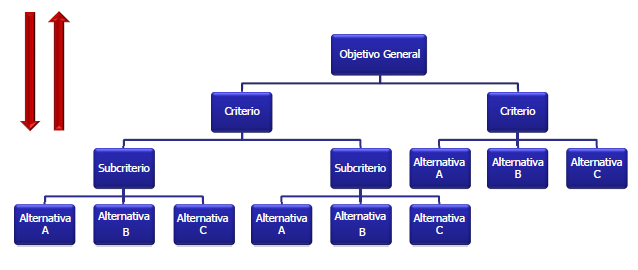 Objetivo General
Criterio
Criterio
Subcriterio
Subcriterio
Alternativa
A
Alternativa
B
Alternativa
C
Alternativa
A
Alternativa
B
Alternativa
C
Alternativa
A
Alternativa
B
Alternativa
C